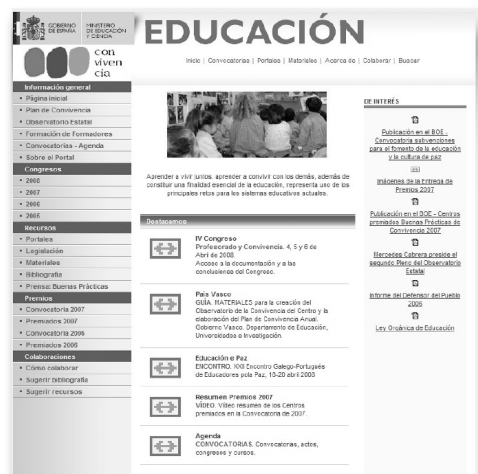 GOBIERNO
DE ESPAÑA
MINISTERIO
DE EDUCACIÓN
Y CIENCIA
con
viven
cia
EDUCACIÓN
Inicio | Convocatorias | Portales | Materiales | Acerca de | Colaborar | Buscar
Información general
• Página inicial
• Plan de Convivencia
• Observatorio Estatal
• Formación de Formadores
• Convocatorias - Agenda
• Sobre el Portal
Congresos
• 2008
• 2007
• 2006
• 2005
Recursos
• Portales
• Legislación
• Materiales
• Bibliografía
• Prensa: Buenas Prácticas
Premios
• Convocatoria 2007
• Premiados 2007
• Convocatoria 2006
• Premiados 2006
Colaboraciones
• Cómo colaborar
• Sugerir bibliografía
• Sugerir recursos
Aprender a vivir juntos, aprender a convivir con los demás, además de
constituir una finalidad esencial de la educación, representa uno de los
principales retos para los sistemas educativos actuales.
Destacamos
IV Congreso
Profesorado y Convivencia. 4, 5 y 6 de
Abril de 2008.
Acceso a la documentación y a las
conclusiones del Congreso.
País Vasco
GUÍA. MATERIALES para la creación del
Observatorio de la Convivencia del Centro y la
elaboración del Plan de Convivencia Anual.
Gobierno Vasco. Departamento de Educación,
Universidades e Investigación.
Educación e Paz
ENCONTRO. XXII Encontro Galego-Portugués
de Educadores pola Paz, 18-20 abril 2008
Resumen Premios 2007
VÍDEO. Vídeo resumen de los Centros
premiados en la Convocatoria de 2007.
Agenda
CONVOCATORIAS. Convocatorias, actos,
congresos y cursos.
DE INTERÉS
Publicación en el BOE -
Convocatoria subvenciones
para el fomento de la educación
y la cultura de paz
Imágenes de la Entrega de
Premios 2007
Publicación en el BOE - Centros
premiados Buenas Prácticas de
Convivencia 2007
Mercedes Cabrera preside el
segundo Pleno del Observatorio
Estatal
Informe del Defensor del Pueblo
2006
Ley Orgánica de Educación